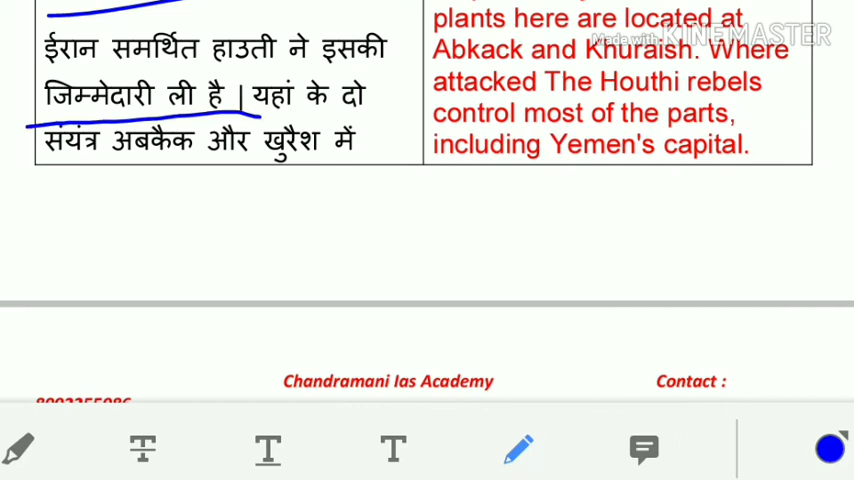 ईरान समर्थित हाउती ने इसकी
जिम्मेदारी ली है | यहां के दो
संयंत्र अबकैक और खुरैश में
plants here are located at
Abkack and Khuraish. Where
attacked The Houthi rebels
control most of the parts,
including Yemen's capital.
Made with KINEMASTER
Chandramani Ias Academy
Contact :